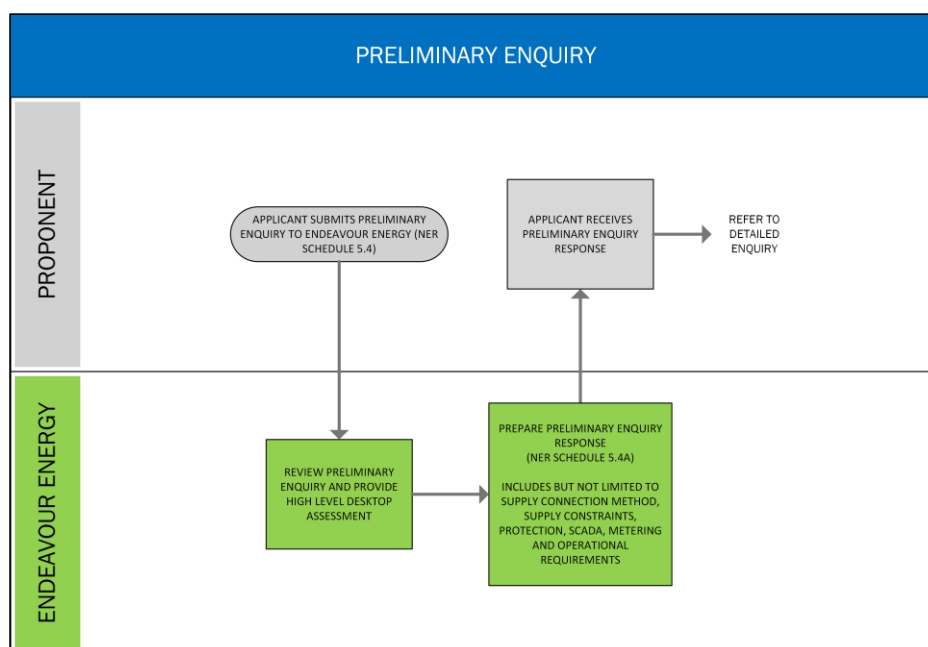 PRELIMINARY ENQUIRY
PROPONENT
APPLICANT SUBMITS PRELIMINARY
ENQUIRY TO ENDEAVOUR ENERGY (NER
SCHEDULE 5.4)
APPLICANT RECEIVES
PRELIMINARY ENQUIRY
RESPONSE
REFER TO
DETAILED
ENQUIRY
ENDEAVOUR ENERGY
REVIEW PRELIMINARY
ENQUIRY AND PROVIDE
HIGH LEVEL DESKTOP
ASSESSMENT
PREPARE PRELIMINARY ENQUIRY
RESPONSE
(NER SCHEDULE 5.4A)
INCLUDES BUT NOT LIMITED TO
SUPPLY CONNECTION METHOD,
SUPPLY CONSTRAINTS,
PROTECTION, SCADA, METERING
AND OPERATIONAL
REQUIREMENTS